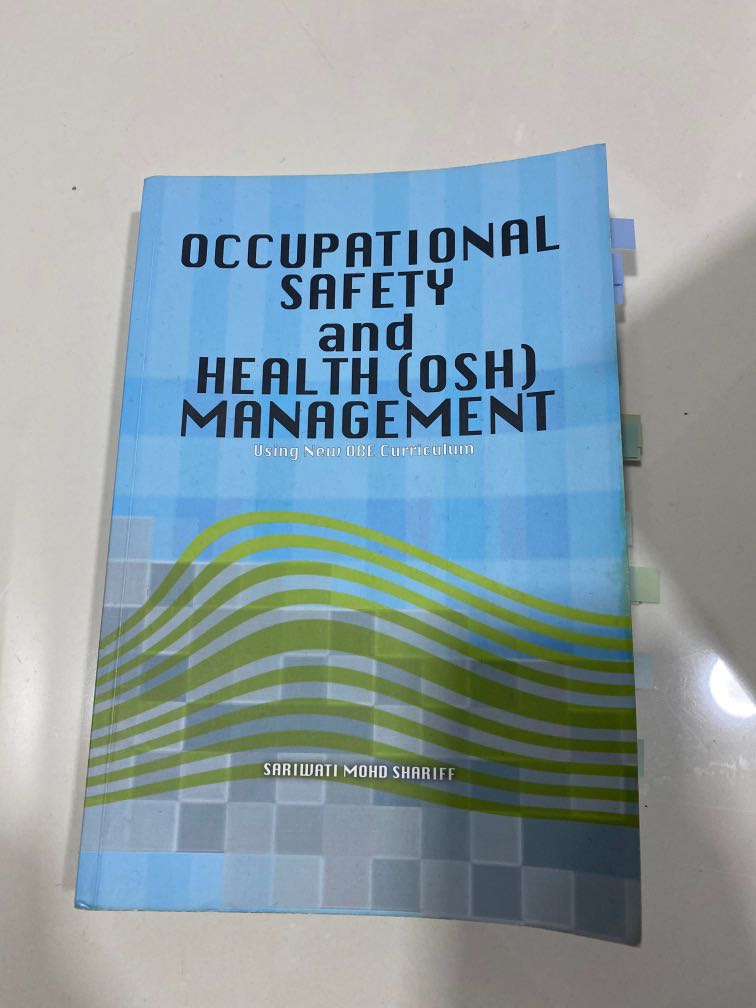 OCCUPATIONAL
SAFETY
and
HEALTH (OSH)
MANAGEMENT
Using New OBE Curriculum
SARIWATI MOHD SHARIFF